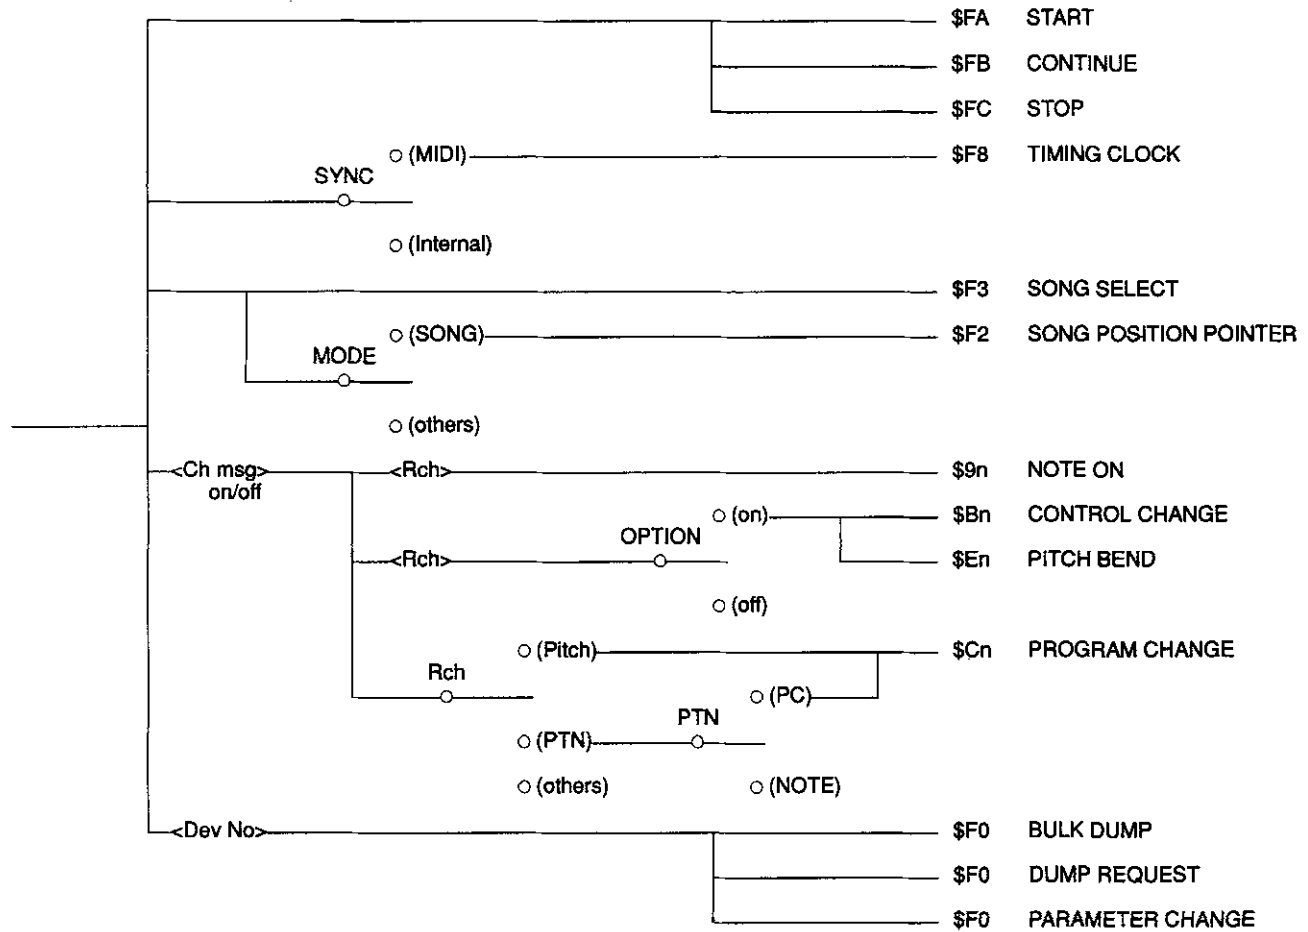 $FA START
$FB CONTINUE
$FC STOP
(MIDI) $F8 TIMING CLOCK
SYNC
(Internal)
$F3 SONG SELECT
(SONG) $F2 SONG POSITION POINTER
MODE
(others)
<Ch msg> <Rch> $9n NOTE ON
on/off
(on) $Bn CONTROL CHANGE
OPTION
<Rch> $En PITCH BEND
(off)
(Pitch) $Cn PROGRAM CHANGE
Rch
(PC)
PTN
(PTN)
(others) (NOTE)
<Dev No> $F0 BULK DUMP
$F0 DUMP REQUEST
$F0 PARAMETER CHANGE